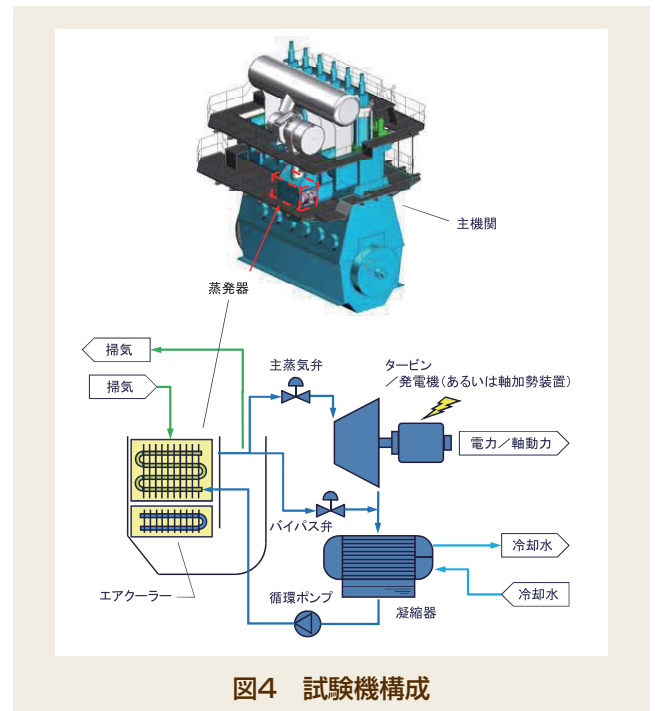 主機関
蒸発器
掃気
掃気
主蒸気弁
タービン
／発電機（あるいは軸加勢装置）
電力／軸動力
バイパス弁
冷却水
冷却水
エアクーラー
循環ポンプ
凝縮器
図4　試験機構成